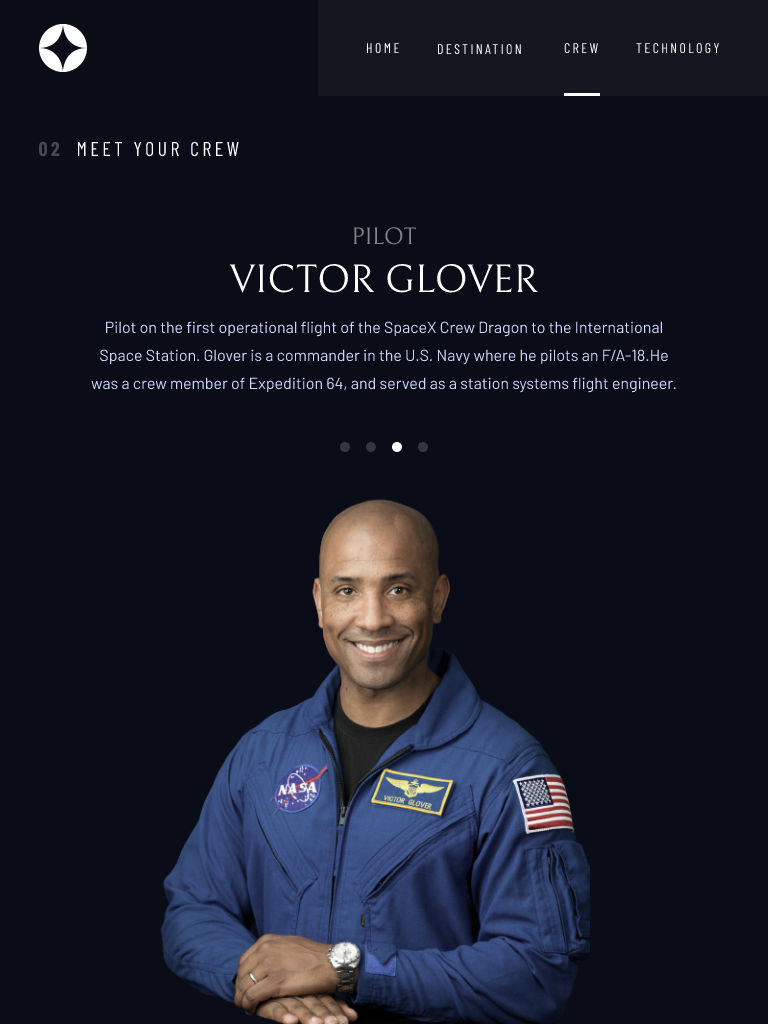 HOME DESTINATION CREW TECHNOLOGY
02 MEET YOUR CREW
PILOT
VICTOR GLOVER
Pilot on the first operational flight of the SpaceX Crew Dragon to the International
Space Station. Glover is a commander in the U.S. Navy where he pilots an F/A-18.He
was a crew member of Expedition 64, and served as a station systems flight engineer.
NASA
VICTOR GLOVER